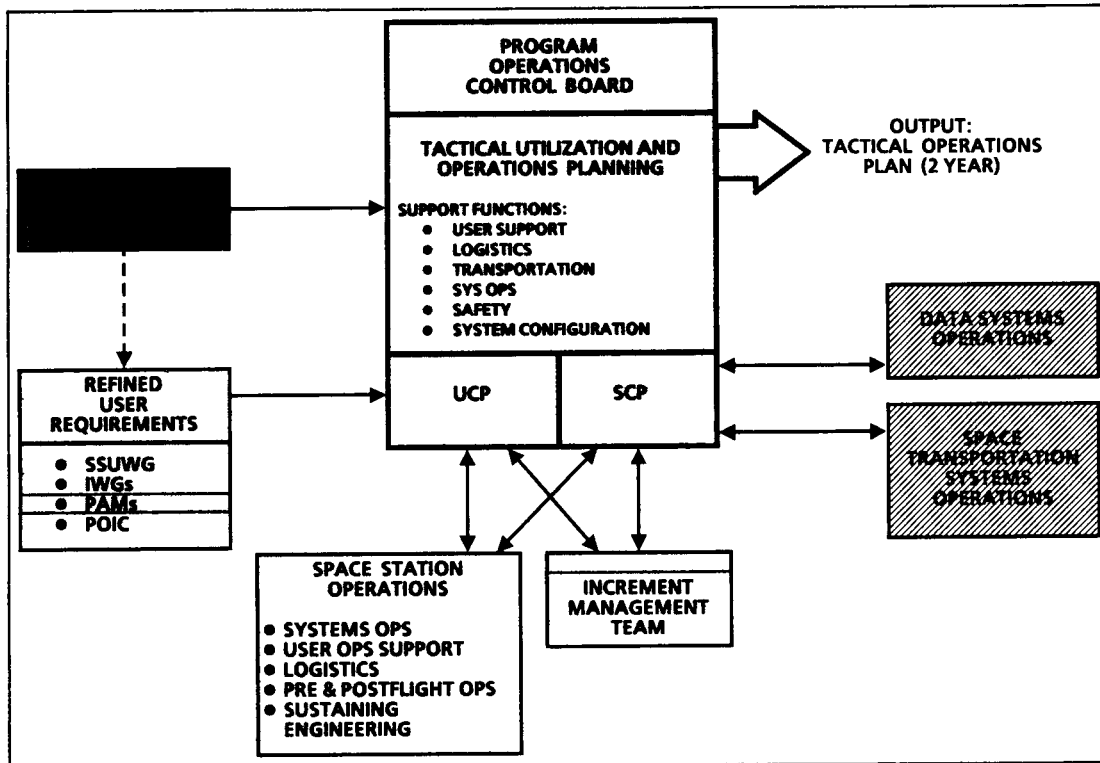 PROGRAM
OPERATIONS
CONTROL BOARD
TACTICAL UTILIZATION AND
OPERATIONS PLANNING
SUPPORT FUNCTIONS:
● USER SUPPORT
● LOGISTICS
● TRANSPORTATION
● SYS OPS
● SAFETY
● SYSTEM CONFIGURATION
OUTPUT:
TACTICAL OPERATIONS
PLAN (2 YEAR)
UCP
SCP
REFINED
USER
REQUIREMENTS
● SSUWG
● IWGs
● PAMs
● POIC
DATA SYSTEMS
OPERATIONS
SPACE
TRANSPORTATION
SYSTEMS
OPERATIONS
SPACE STATION
OPERATIONS
● SYSTEMS OPS
● USER OPS SUPPORT
● LOGISTICS
● PRE & POSTFLIGHT OPS
● SUSTAINING
ENGINEERING
INCREMENT
MANAGEMENT
TEAM